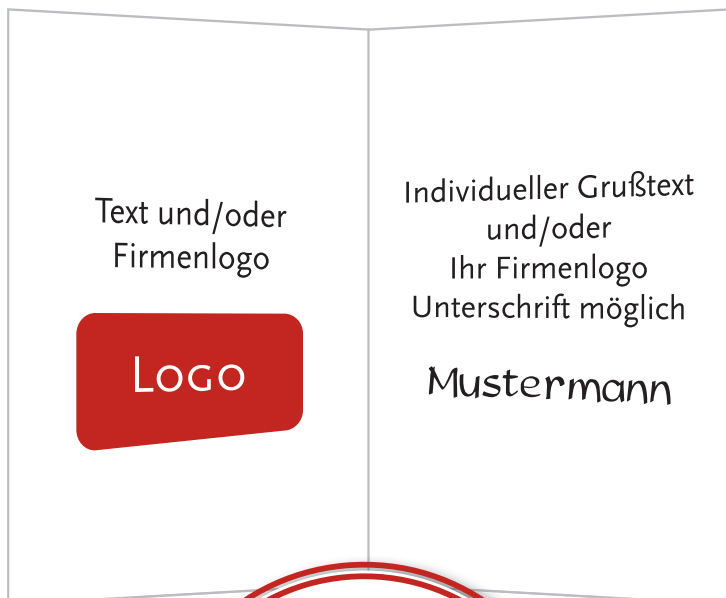 Text und/oder
Firmenlogo
Logo
Individueller Grußtext
und/oder
Ihr Firmenlogo
Unterschrift möglich
Mustermann